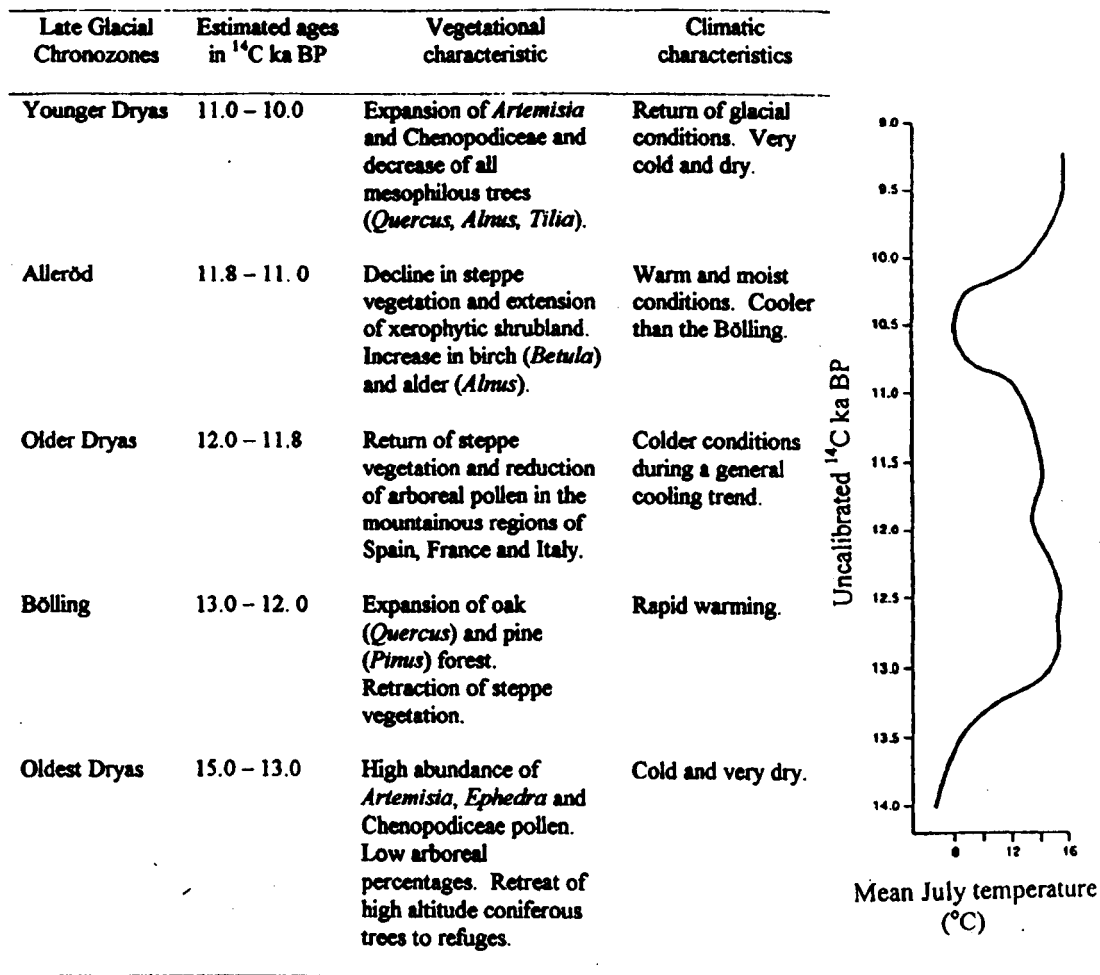 Late Glacial Chronozones
Estimated ages in ¹⁴C ka BP
Vegetational characteristic
Climatic characteristics
Younger Dryas
11.0 – 10.0
Expansion of Artemisia
and Chenopodiceae and
decrease of all
mesophilous trees
(Quercus, Alnus, Tilia).
Return of glacial
conditions. Very
cold and dry.
Alleröd
11.8 – 11. 0
Decline in steppe
vegetation and extension
of xerophytic shrubland.
Increase in birch (Betula)
and alder (Alnus).
Warm and moist
conditions. Cooler
than the Bölling.
Older Dryas
12.0 – 11.8
Return of steppe
vegetation and reduction
of arboreal pollen in the
mountainous regions of
Spain, France and Italy.
Colder conditions
during a general
cooling trend.
Bölling
13.0 – 12. 0
Expansion of oak
(Quercus) and pine
(Pinus) forest.
Retraction of steppe
vegetation.
Rapid warming.
Oldest Dryas
15.0 – 13.0
High abundance of
Artemisia, Ephedra and
Chenopodiceae pollen.
Low arboreal
percentages. Retreat of
high altitude coniferous
trees to refuges.
Cold and very dry.
Uncalibrated ¹⁴C ka BP
9.0
9.5
10.0
10.5
11.0
11.5
12.0
12.5
13.0
13.5
14.0
8 12 16
Mean July temperature
(°C)